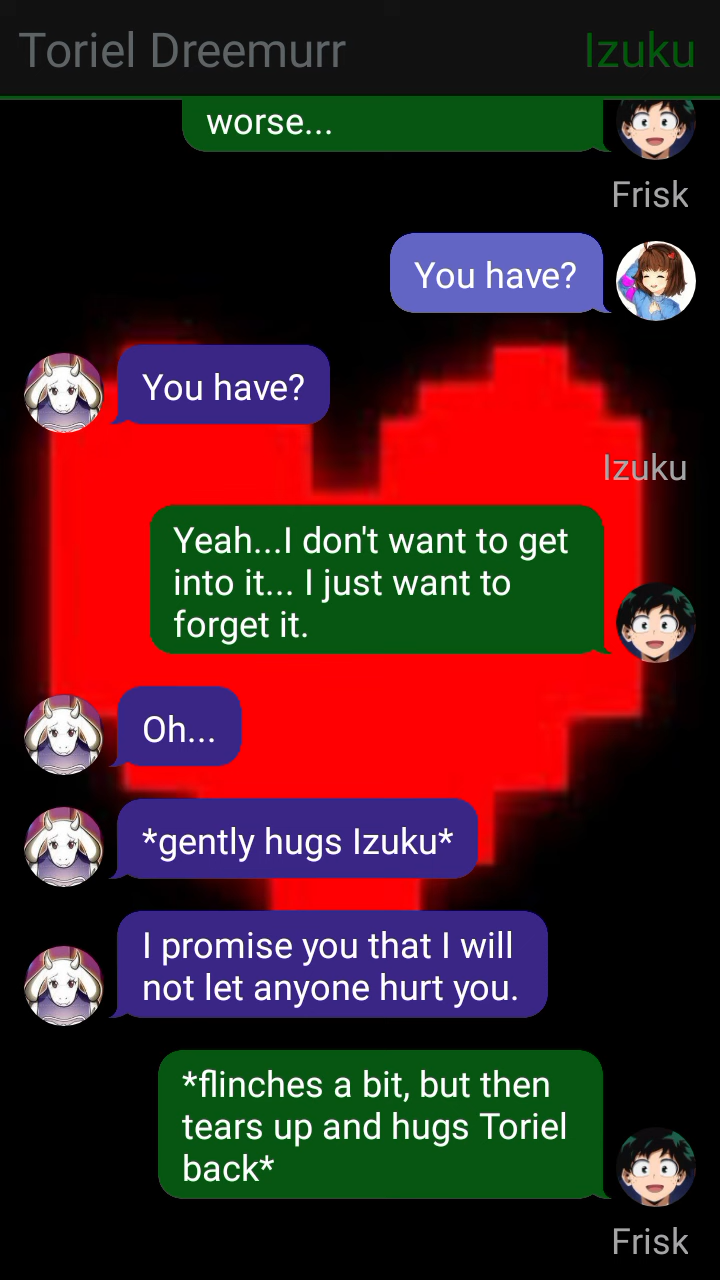 Toriel Dreemurr
Izuku
worse...
Frisk
You have?
You have?
Izuku
Yeah...I don't want to get
into it... I just want to
forget it.
Oh...
*gently hugs Izuku*
I promise you that I will
not let anyone hurt you.
*flinches a bit, but then
tears up and hugs Toriel
back*
Frisk